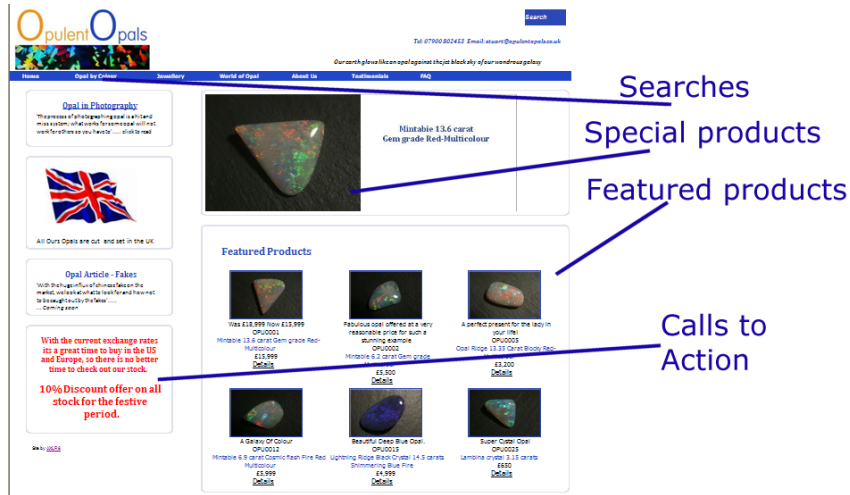 Opulent Opals
Search
Tel: 07900 802453 Email: stuart@opulentopals.co.uk
Our earth glows like an opal against the jet black sky of our wondrous galaxy
Home Opal by Colour Jewellery World of Opal About Us Testimonials FAQ
Searches
Special products
Featured products
Calls to
Action
Opal in Photography
'The process of photographing opal is a hit and
miss system; what works for some opal will not
work for others so you have to'...... click to read
All Ours Opals are cut and set in the UK
Opal Article - Fakes
'With the huge influx of chinese fakes on the
market, we look at what to look for and how not
to be caught out by the fakes'......
... Coming soon
With the current exchange rates
its a great time to buy in the US
and Europe, so there is no better
time to check out our stock.
10% Discount offer on all
stock for the festive
period.
Site by
Mintabie 13.6 carat
Gem grade Red-Multicolour
Featured Products
Was £18,999 Now £15,999
OPU0001
Mintabie 13.6 carat Gem grade Red-
Multicolour
£15,999
Details
Fabulous opal offered at a very
reasonable price for such a
stunning example
OPU0002
Mintabie 6.2 carat Gem grade
£5,500
Details
A perfect present for the lady in
your life!
OPU0005
Opal Ridge 13.35 Carat Blocky Red-
£3,200
Details
A Galaxy Of Colour
OPU0012
Mintabie 6.9 carat Cosmic flash Fire Red
Multicolour
£5,999
Details
Beautiful Deep Blue Opal.
OPU0015
Lightning Ridge Black Crystal 14.5 carats
Shimmering Blue Fire
£4,999
Details
Super Cystal Opal
OPU0025
Lambina crystal 3.15 carats
£650
Details